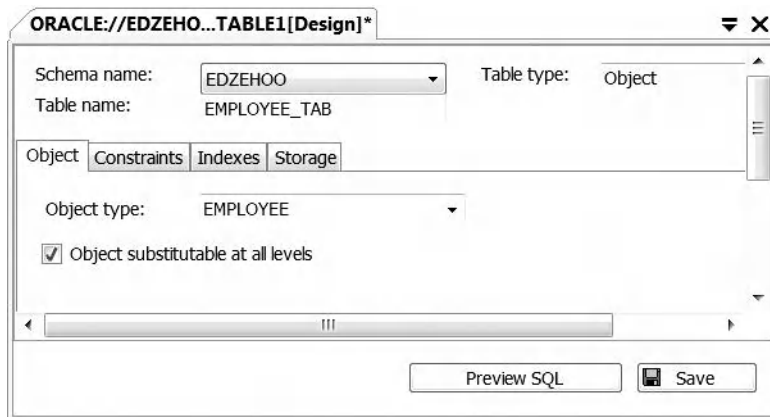 ORACLE://EDZEHO...TABLE1[Design]*
Schema name: EDZEHOO Table type: Object
Table name: EMPLOYEE_TAB
Object Constraints Indexes Storage
Object type: EMPLOYEE
Object substitutable at all levels
Preview SQL Save